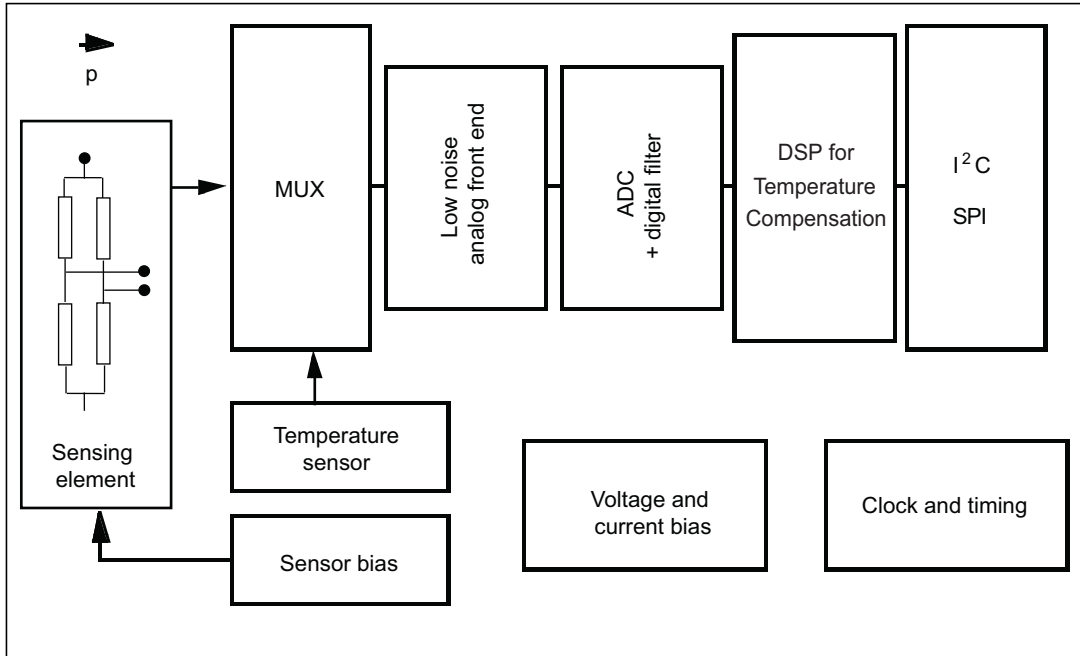 p
Sensing
element
MUX
Temperature
sensor
Sensor bias
Low noise
analog front end
ADC
+ digital filter
DSP for
Temperature
Compensation
I²C
SPI
Voltage and
current bias
Clock and timing